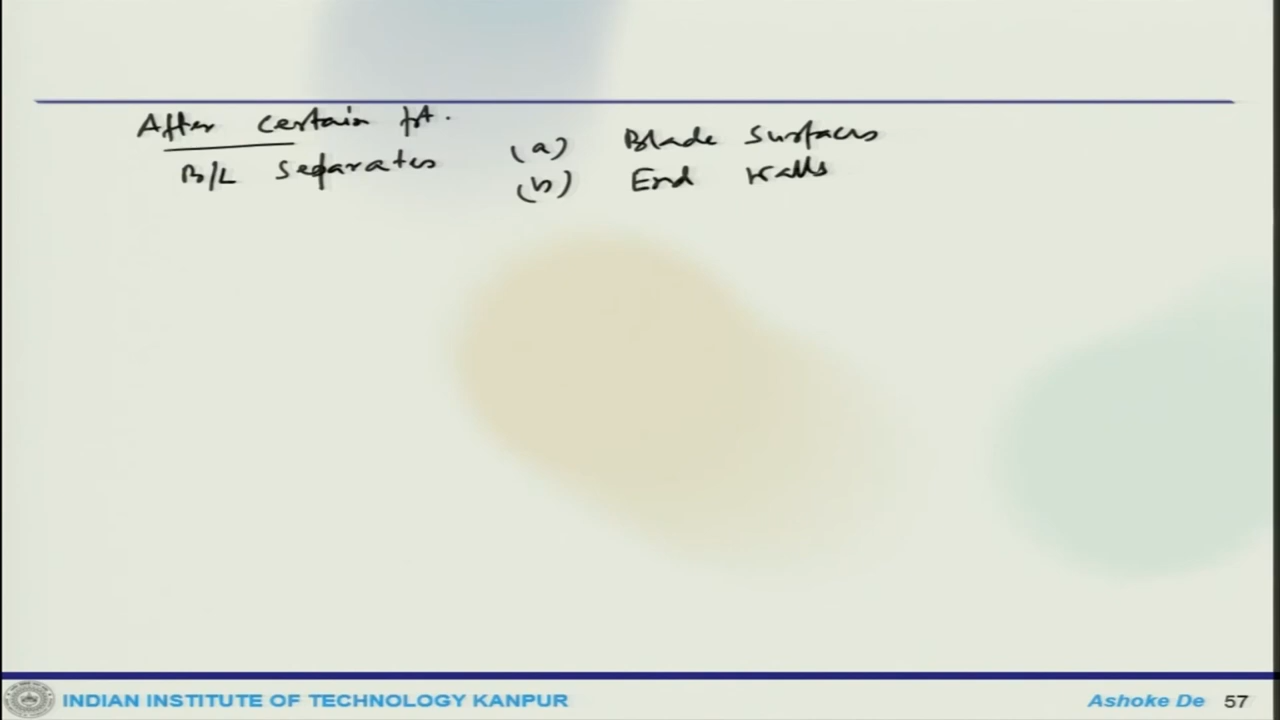 After certain pt.
B/L separates
(a) Blade surfaces
(b) End walls
INDIAN INSTITUTE OF TECHNOLOGY KANPUR
Ashoke De 57